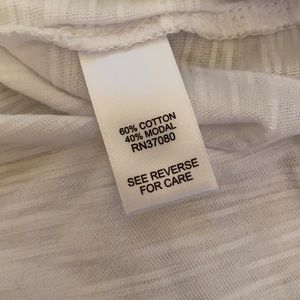 60% COTTON
40% MODAL
RN37080
SEE REVERSE
FOR CARE